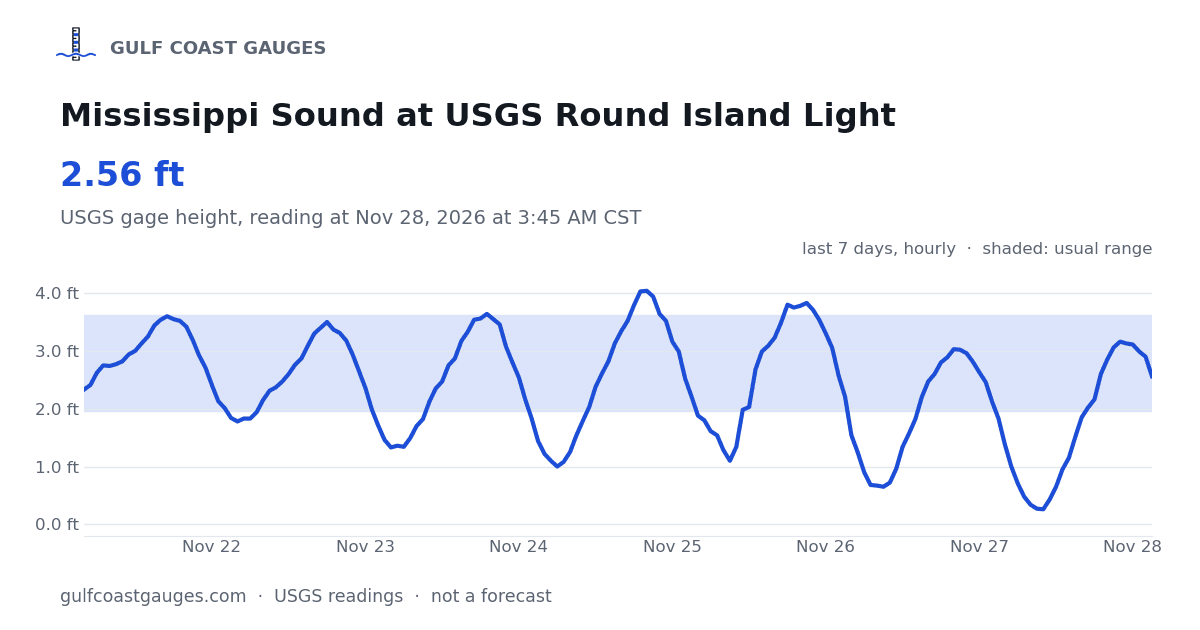 GULF COAST GAUGES
Mississippi Sound at USGS Round Island Light
2.56 ft
USGS gage height, reading at Nov 28, 2026 at 3:45 AM CST
last 7 days, hourly · shaded: usual range
4.0 ft
3.0 ft
2.0 ft
1.0 ft
0.0 ft
Nov 22 Nov 23 Nov 24 Nov 25 Nov 26 Nov 27 Nov 28
gulfcoastgauges.com · USGS readings · not a forecast